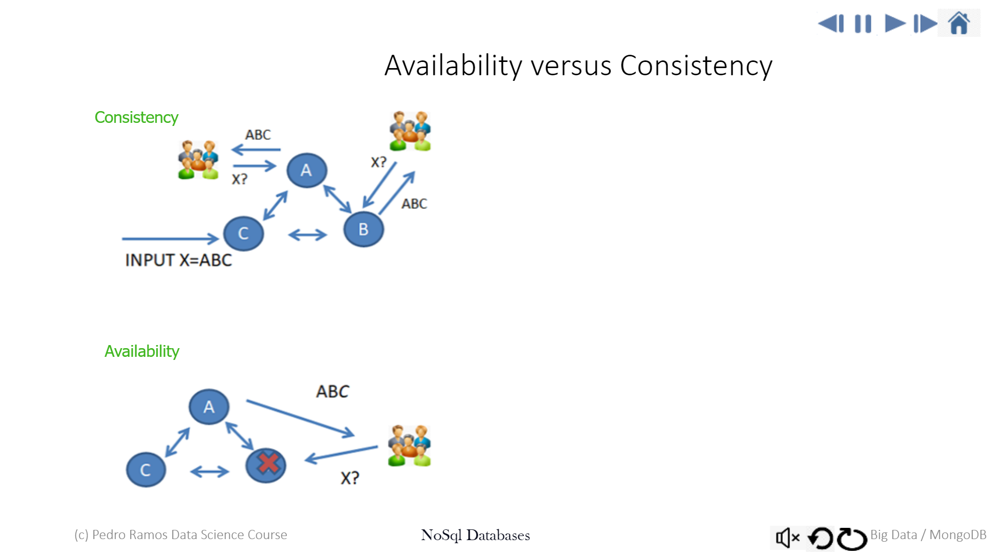 Availability versus Consistency
Consistency
ABC
X?
A
X?
ABC
C
B
INPUT X=ABC
Availability
ABC
A
C
X?
(c) Pedro Ramos Data Science Course
NoSql Databases
Big Data / MongoDB